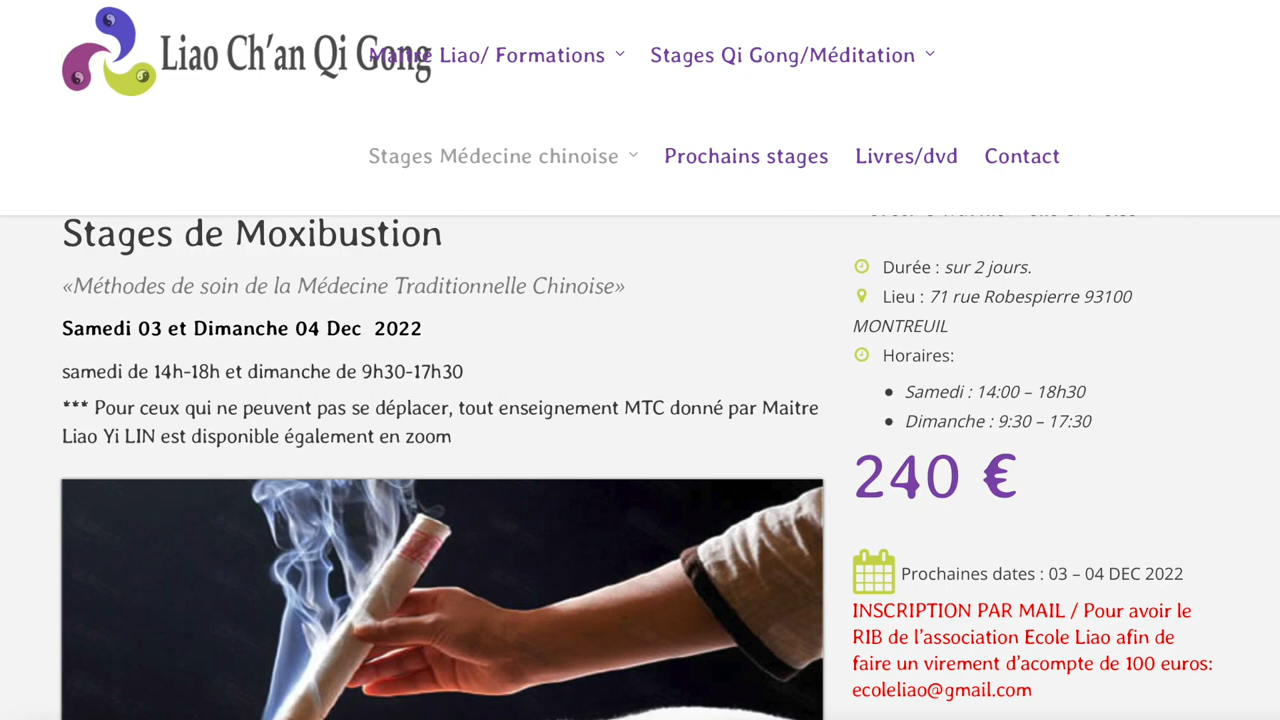 Liao Ch'an Qi Gong
Maitre Liao/ Formations
Stages Qi Gong/Méditation
Stages Médecine chinoise
Prochains stages
Livres/dvd
Contact
Stages de Moxibustion
«Méthodes de soin de la Médecine Traditionnelle Chinoise»
Samedi 03 et Dimanche 04 Dec 2022
samedi de 14h-18h et dimanche de 9h30-17h30
*** Pour ceux qui ne peuvent pas se déplacer, tout enseignement MTC donné par Maitre
Liao Yi LIN est disponible également en zoom
Durée : sur 2 jours.
Lieu : 71 rue Robespierre 93100
MONTREUIL
Horaires:
• Samedi : 14:00 – 18h30
• Dimanche : 9:30 – 17:30
240 €
Prochaines dates : 03 – 04 DEC 2022
INSCRIPTION PAR MAIL / Pour avoir le
RIB de l'association Ecole Liao afin de
faire un virement d'acompte de 100 euros:
ecoleliao@gmail.com